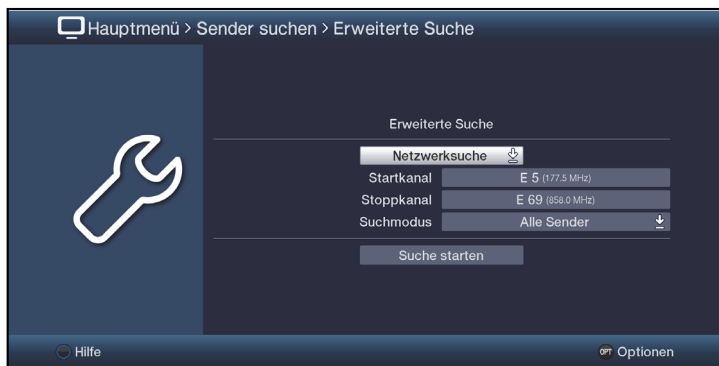 Hauptmenü > Sender suchen > Erweiterte Suche
Erweiterte Suche
Netzwerksuche
Startkanal E 5 (177.5 MHz)
Stoppkanal E 69 (858.0 MHz)
Suchmodus Alle Sender
Suche starten
Hilfe OPT Optionen